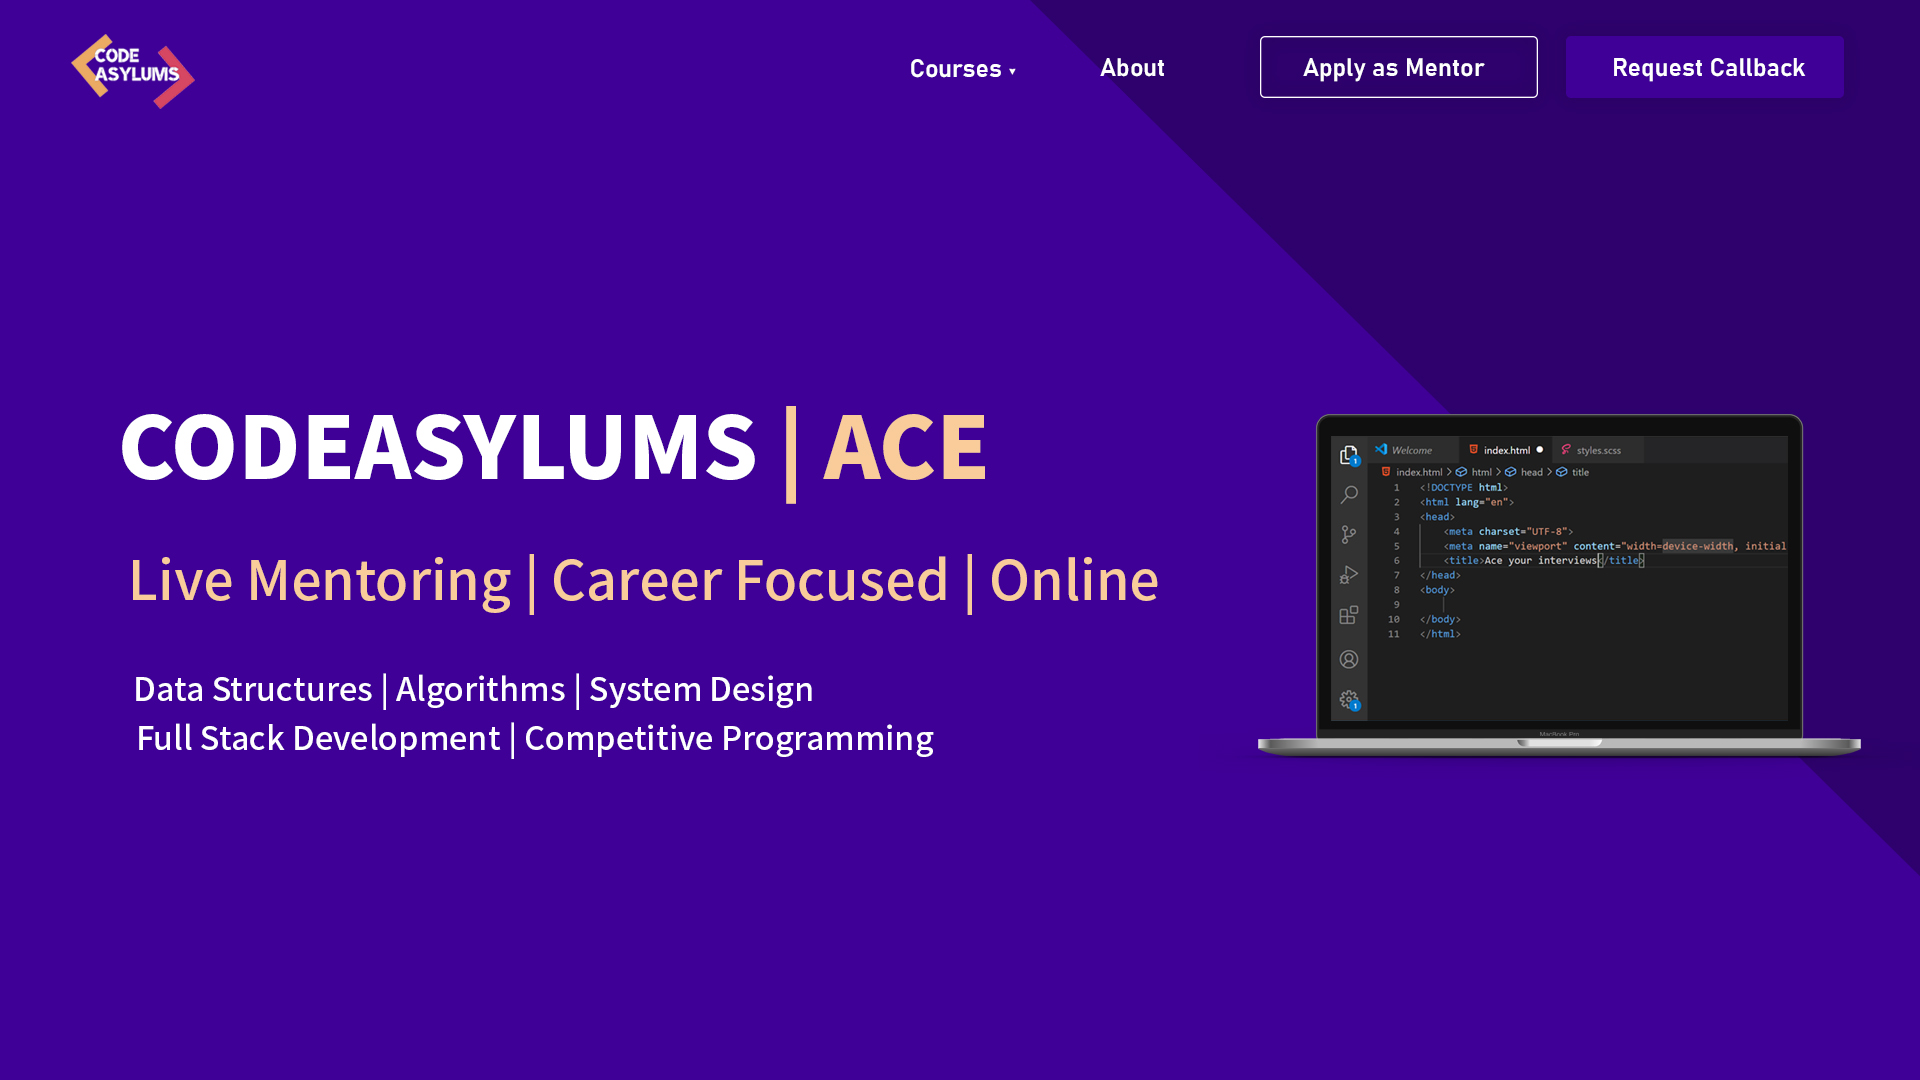 CODE
ASYLUMS
Courses ▾
About
Apply as Mentor
Request Callback
CODEASYLUMS | ACE
Live Mentoring | Career Focused | Online
Data Structures | Algorithms | System Design
Full Stack Development | Competitive Programming
Welcome
index.html
styles.scss
index.html > html > head > title
1 <!DOCTYPE html>
2 <html lang="en">
3 <head>
4 <meta charset="UTF-8">
5 <meta name="viewport" content="width=device-width, initial
6 <title>Ace your interviews</title>
7 </head>
8 <body>
9
10 </body>
11 </html>
1
1
MacBook Pro